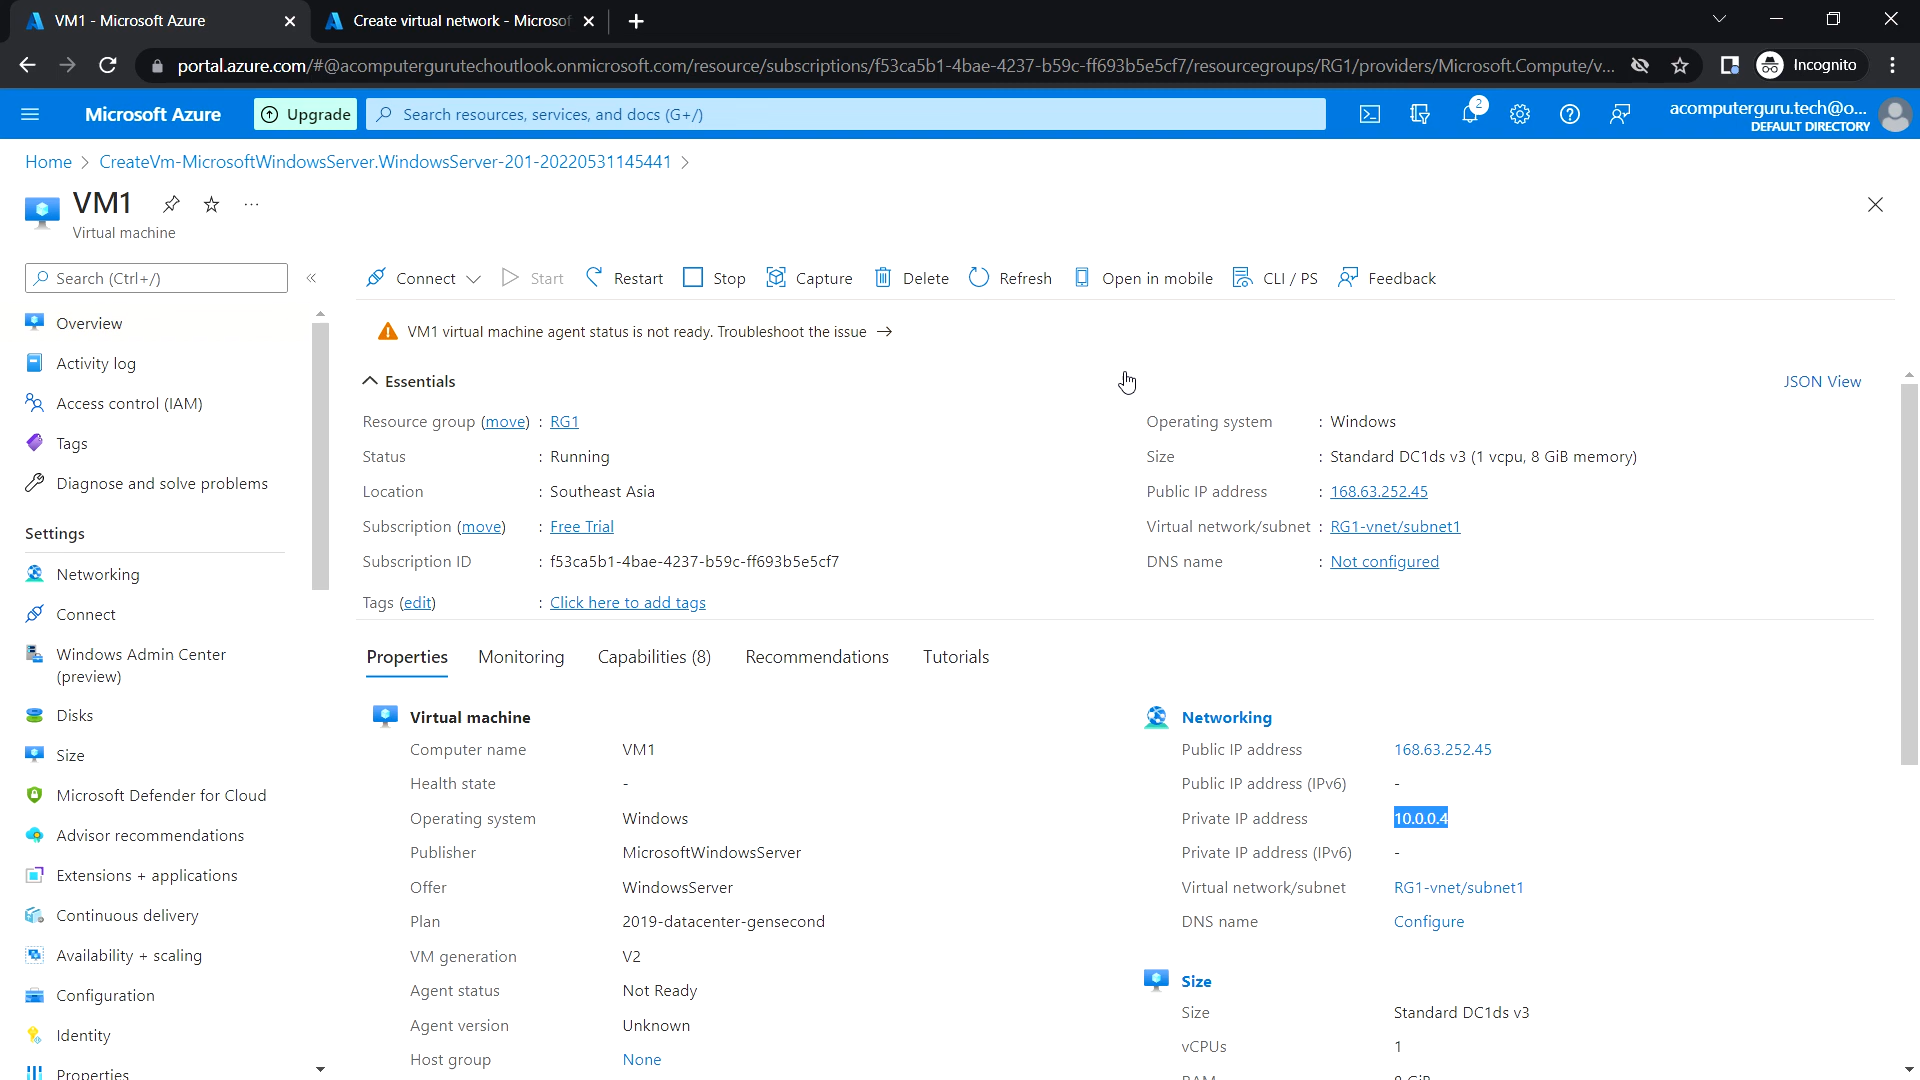 VM1 - Microsoft Azure
Create virtual network - Microsof
portal.azure.com/#@acomputergurutechoutlook.onmicrosoft.com/resource/subscriptions/f53ca5b1-4bae-4237-b59c-ff693b5e5cf7/resourcegroups/RG1/providers/Microsoft.Compute/v...
Incognito
Microsoft Azure
Upgrade
Search resources, services, and docs (G+/)
2
acomputerguru.tech@o...
DEFAULT DIRECTORY
Home > CreateVm-MicrosoftWindowsServer.WindowsServer-201-20220531145441 >
VM1
...
Virtual machine
Search (Ctrl+/)
«
Overview
Activity log
Access control (IAM)
Tags
Diagnose and solve problems
Settings
Networking
Connect
Windows Admin Center
(preview)
Disks
Size
Microsoft Defender for Cloud
Advisor recommendations
Extensions + applications
Continuous delivery
Availability + scaling
Configuration
Identity
Properties
Connect Start Restart Stop Capture Delete Refresh Open in mobile CLI / PS Feedback
VM1 virtual machine agent status is not ready. Troubleshoot the issue →
Essentials
JSON View
Resource group (move) : RG1
Status : Running
Location : Southeast Asia
Subscription (move) : Free Trial
Subscription ID : f53ca5b1-4bae-4237-b59c-ff693b5e5cf7
Tags (edit) : Click here to add tags
Operating system : Windows
Size : Standard DC1ds v3 (1 vcpu, 8 GiB memory)
Public IP address : 168.63.252.45
Virtual network/subnet : RG1-vnet/subnet1
DNS name : Not configured
Properties Monitoring Capabilities (8) Recommendations Tutorials
Virtual machine
Computer name VM1
Health state -
Operating system Windows
Publisher MicrosoftWindowsServer
Offer WindowsServer
Plan 2019-datacenter-gensecond
VM generation V2
Agent status Not Ready
Agent version Unknown
Host group None
Networking
Public IP address 168.63.252.45
Public IP address (IPv6) -
Private IP address 10.0.0.4
Private IP address (IPv6) -
Virtual network/subnet RG1-vnet/subnet1
DNS name Configure
Size
Size Standard DC1ds v3
vCPUs 1
RAM 8 GiB